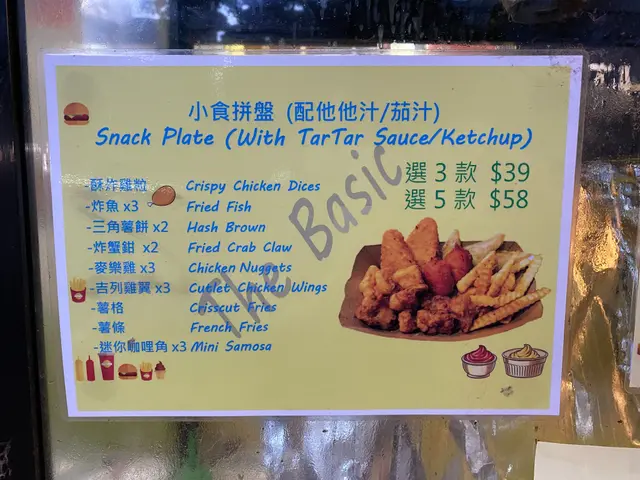 小食拼盤 (配他他汁/茄汁)
Snack Plate (With TarTar Sauce/Ketchup)
選 3 款 $39
選 5 款 $58
-酥炸雞粒 Crispy Chicken Dices
-炸魚 x3 Fried Fish
-三角薯餅 x2 Hash Brown
-炸蟹鉗 x2 Fried Crab Claw
-麥樂雞 x3 Chicken Nuggets
-吉列雞翼 x3 Cutlet Chicken Wings
-薯格 Crisscut Fries
-薯條 French Fries
-迷你咖哩角 x3 Mini Samosa
The Basic